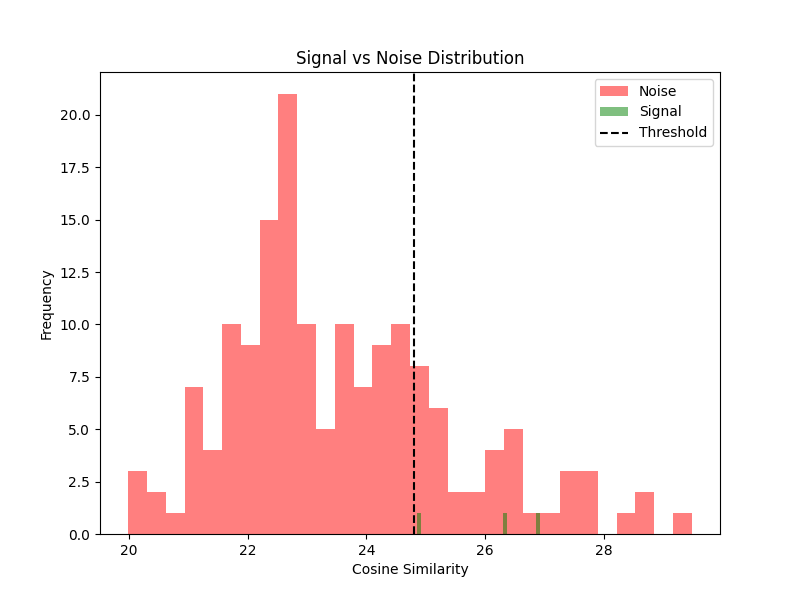 Signal vs Noise Distribution
Noise
Signal
Threshold
20.0
17.5
15.0
12.5
10.0
7.5
5.0
2.5
0.0
Frequency
20 22 24 26 28
Cosine Similarity